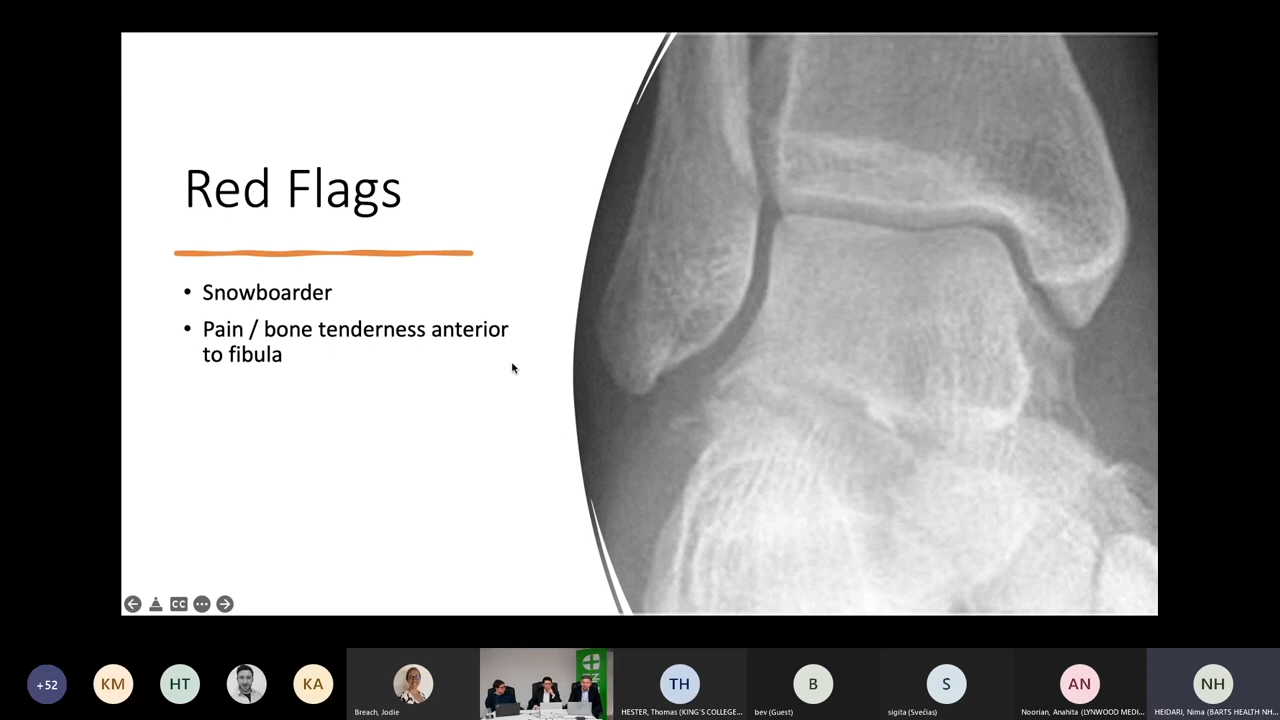 Red Flags
• Snowboarder
• Pain / bone tenderness anterior
to fibula
CC
+52
KM
HT
KA
Breach, Jodie
TH
HESTER, Thomas (KING'S COLLEGE...
B
bev (Guest)
S
sigita (Svečias)
AN
Noorian, Anahita (LYNWOOD MEDI...
NH
HEIDARI, Nima (BARTS HEALTH NH...